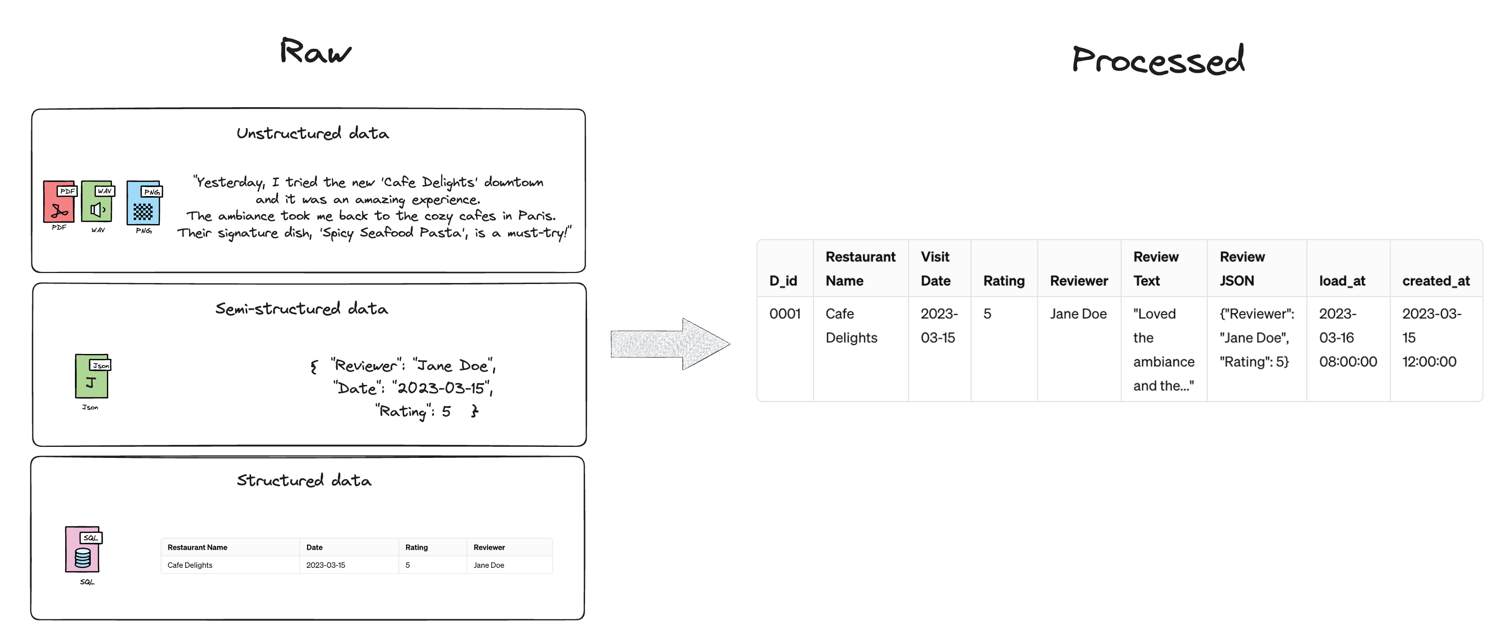 Raw
Processed
Unstructured data
PDF
WAV
PNG
PDF
WAV
PNG
"Yesterday, I tried the new 'Cafe Delights' downtown
and it was an amazing experience.
The ambiance took me back to the cozy cafes in Paris.
Their signature dish, 'Spicy Seafood Pasta', is a must-try!"
Semi-structured data
Json
J
Json
{ "Reviewer": "Jane Doe",
"Date": "2023-03-15",
"Rating": 5 }
Structured data
SQL
SQL
Restaurant Name Date Rating Reviewer
Cafe Delights 2023-03-15 5 Jane Doe
Restaurant Visit Review Review
D_id Name Date Rating Reviewer Text JSON load_at created_at
0001 Cafe 2023- 5 Jane Doe "Loved {"Reviewer": 2023- 2023-03-
Delights 03-15 the "Jane Doe", 03-16 15
ambiance "Rating": 5} 08:00:00 12:00:00
and the..."